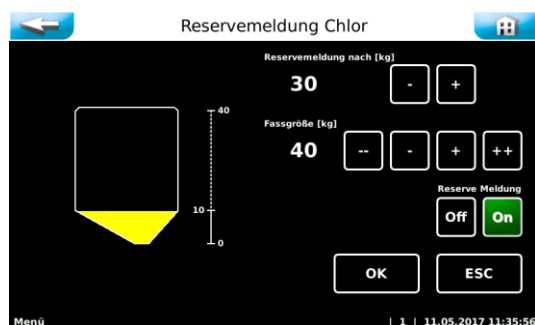 Reservemeldung Chlor
Reservemeldung nach [kg]
30 - +
40
Fassgröße [kg]
40 -- - + ++
Reserve Meldung
10
Off On
0
OK ESC
Menü | 1 | 11.05.2017 11:35:56